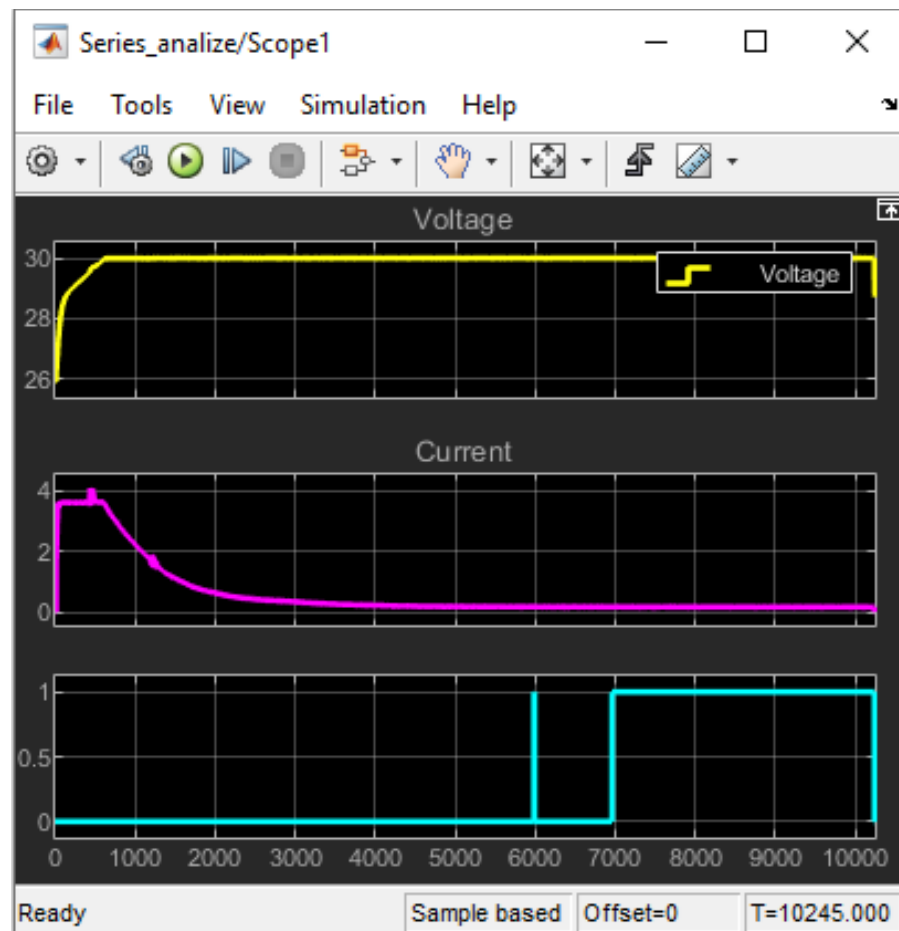 Series_analize/Scope1
File Tools View Simulation Help
Voltage
30
28
26
Voltage
Current
4
2
0
1
0.5
0
0 1000 2000 3000 4000 5000 6000 7000 8000 9000 10000
Ready Sample based Offset=0 T=10245.000